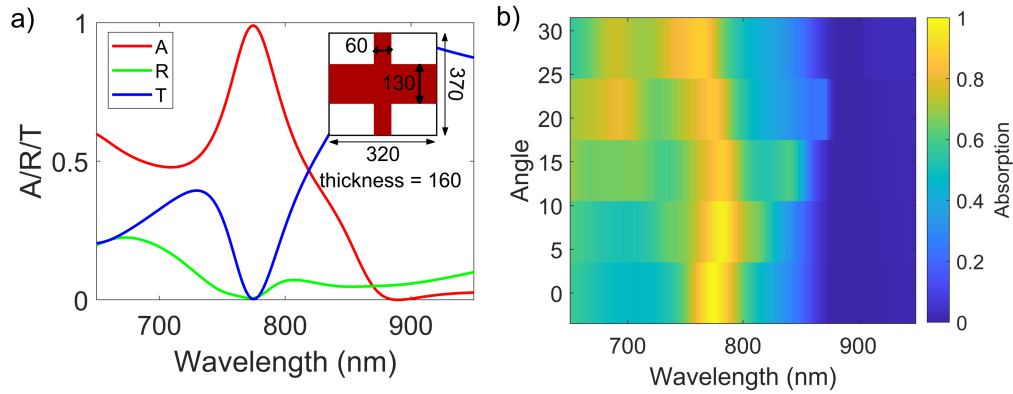 a)
1
0.5
0
A/R/T
A
R
T
60
130
370
320
thickness = 160
700
800
900
Wavelength (nm)
b)
30
25
20
15
10
5
0
Angle
700
800
900
Wavelength (nm)
1
0.8
0.6
0.4
0.2
0
Absorption